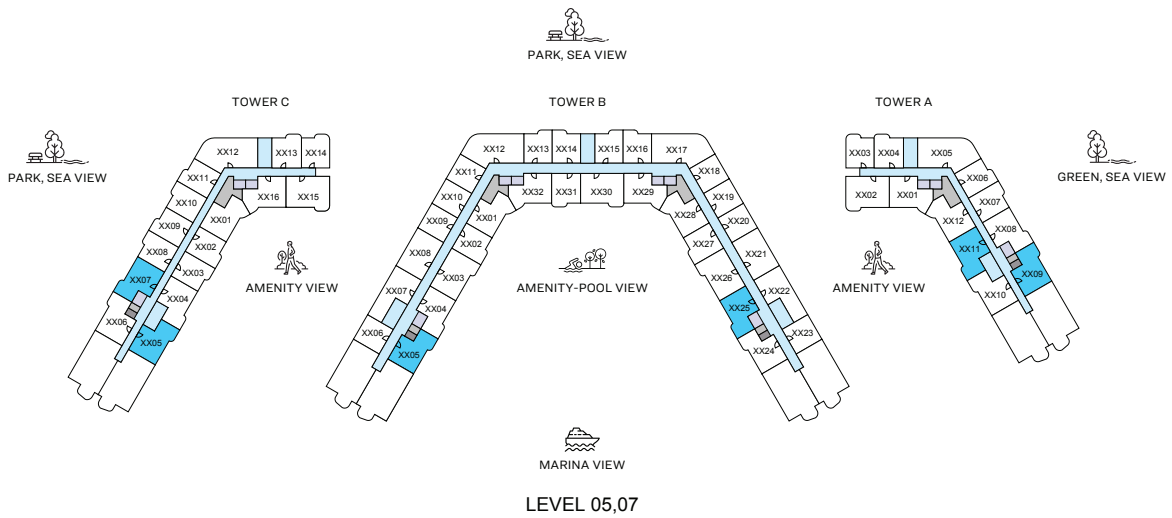 PARK, SEA VIEW
TOWER C
TOWER B
TOWER A
PARK, SEA VIEW
GREEN, SEA VIEW
XX12
XX13
XX14
XX11
XX10
XX09
XX08
XX07
XX06
XX05
XX04
XX03
XX02
XX01
XX16
XX15
XX12
XX13
XX14
XX15
XX16
XX17
XX11
XX10
XX09
XX08
XX07
XX06
XX05
XX04
XX03
XX02
XX01
XX32
XX31
XX30
XX29
XX28
XX27
XX26
XX25
XX24
XX23
XX22
XX21
XX20
XX19
XX18
XX03
XX04
XX05
XX02
XX01
XX06
XX07
XX08
XX09
XX12
XX11
XX10
AMENITY VIEW
AMENITY-POOL VIEW
AMENITY VIEW
MARINA VIEW
LEVEL 05,07